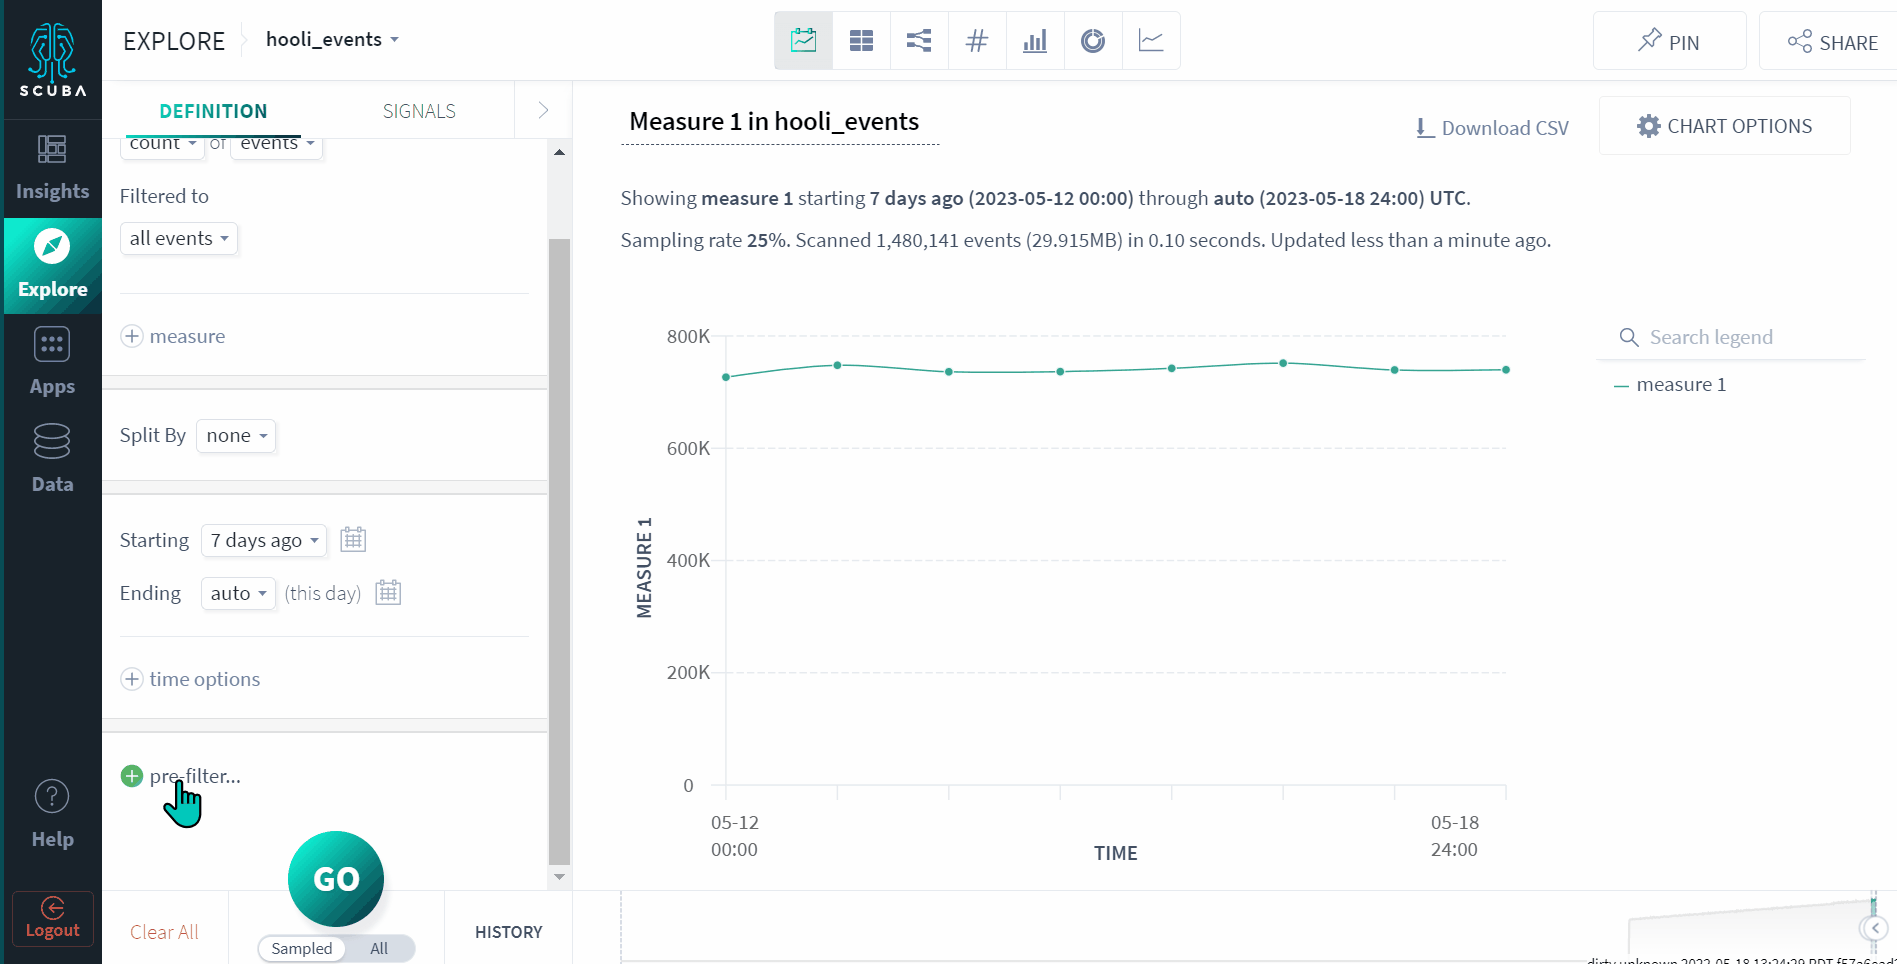 SCUBA
Insights
Explore
Apps
Data
Help
Logout
EXPLORE
hooli_events
PIN
SHARE
DEFINITION
SIGNALS
count of events
Filtered to
all events
measure
Split By none
Starting 7 days ago
Ending auto (this day)
time options
pre-filter...
GO
Clear All
Sampled All
HISTORY
Measure 1 in hooli_events
Download CSV
CHART OPTIONS
Showing measure 1 starting 7 days ago (2023-05-12 00:00) through auto (2023-05-18 24:00) UTC.
Sampling rate 25%. Scanned 1,480,141 events (29.915MB) in 0.10 seconds. Updated less than a minute ago.
800K
600K
400K
200K
0
MEASURE 1
05-12
00:00
05-18
24:00
TIME
Search legend
measure 1